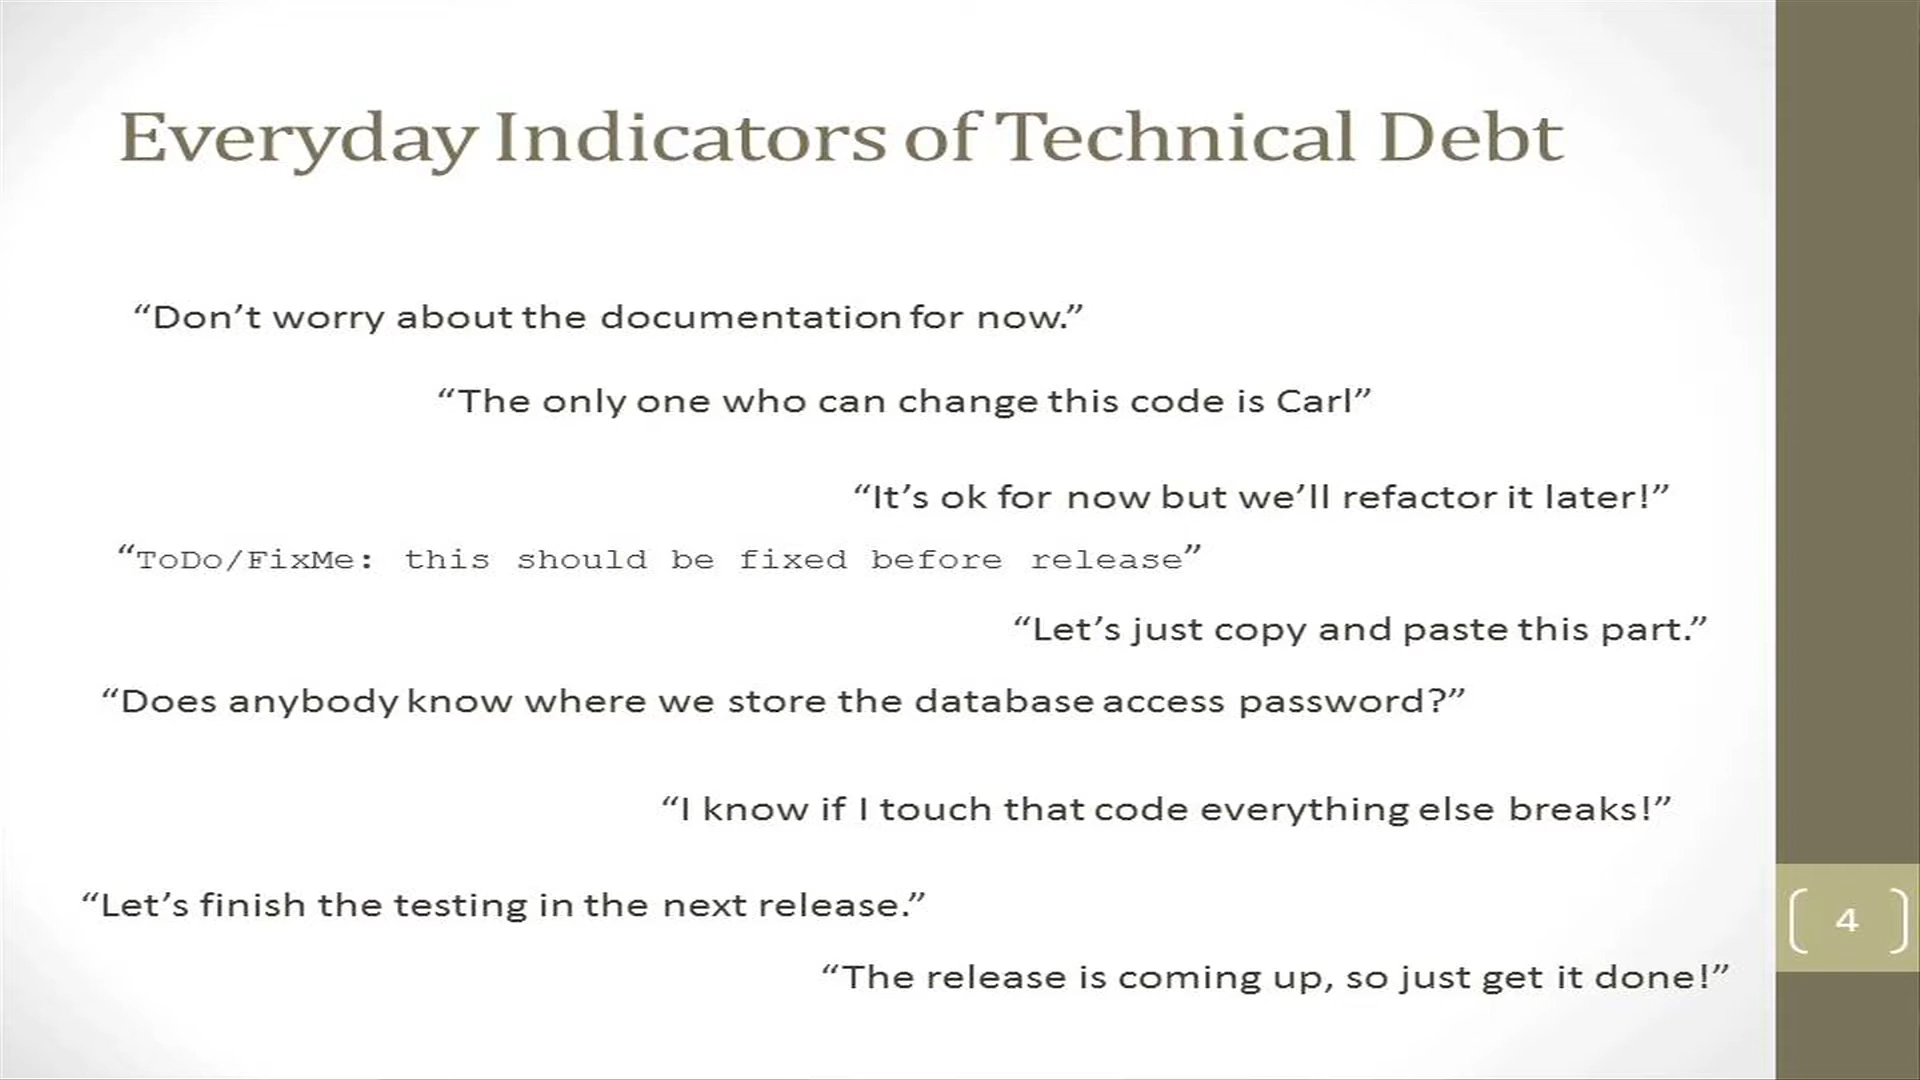 Everyday Indicators of Technical Debt
“Don’t worry about the documentation for now.”
“The only one who can change this code is Carl”
“It’s ok for now but we’ll refactor it later!”
“ToDo/FixMe: this should be fixed before release”
“Let’s just copy and paste this part.”
“Does anybody know where we store the database access password?”
“I know if I touch that code everything else breaks!”
“Let’s finish the testing in the next release.”
4
“The release is coming up, so just get it done!”